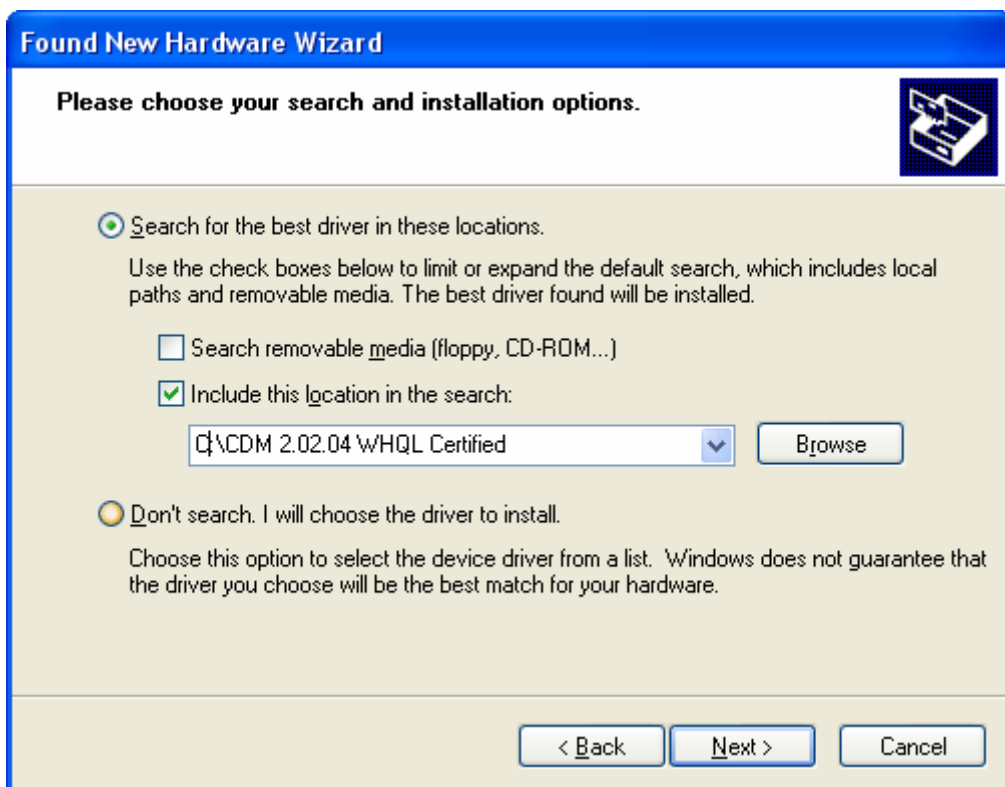 Found New Hardware Wizard
Please choose your search and installation options.
Search for the best driver in these locations.
Use the check boxes below to limit or expand the default search, which includes local
paths and removable media. The best driver found will be installed.
Search removable media (floppy, CD-ROM...)
Include this location in the search:
C:\CDM 2.02.04 WHQL Certified
Browse
Don't search. I will choose the driver to install.
Choose this option to select the device driver from a list. Windows does not guarantee that
the driver you choose will be the best match for your hardware.
< Back
Next >
Cancel